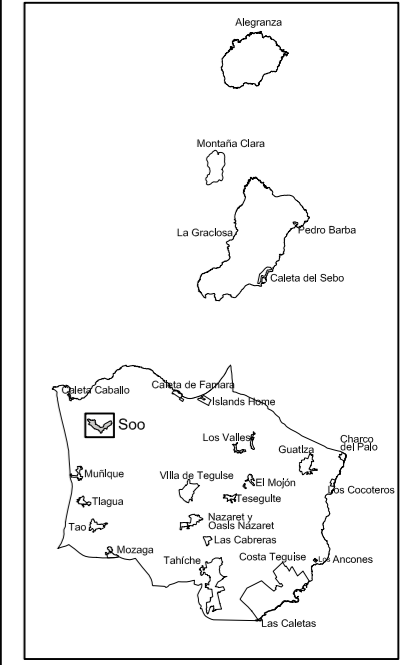 Alegranza
Montaña Clara
La Graclosa
Pedro Barba
Caleta del Sebo
Caleta Caballo
Caleta de Famara
Islands Home
Soo
Los Valles
Guatlza
Charco
del Palo
Muñlque
Vllla de Tegulse
El Mojón
Los Cocoteros
Tlagua
Tesegulte
Tao
Nazaret y
Oasis Nazaret
Las Cabreras
Mozaga
Tahíche
Costa Teguise
Los Ancones
Las Caletas